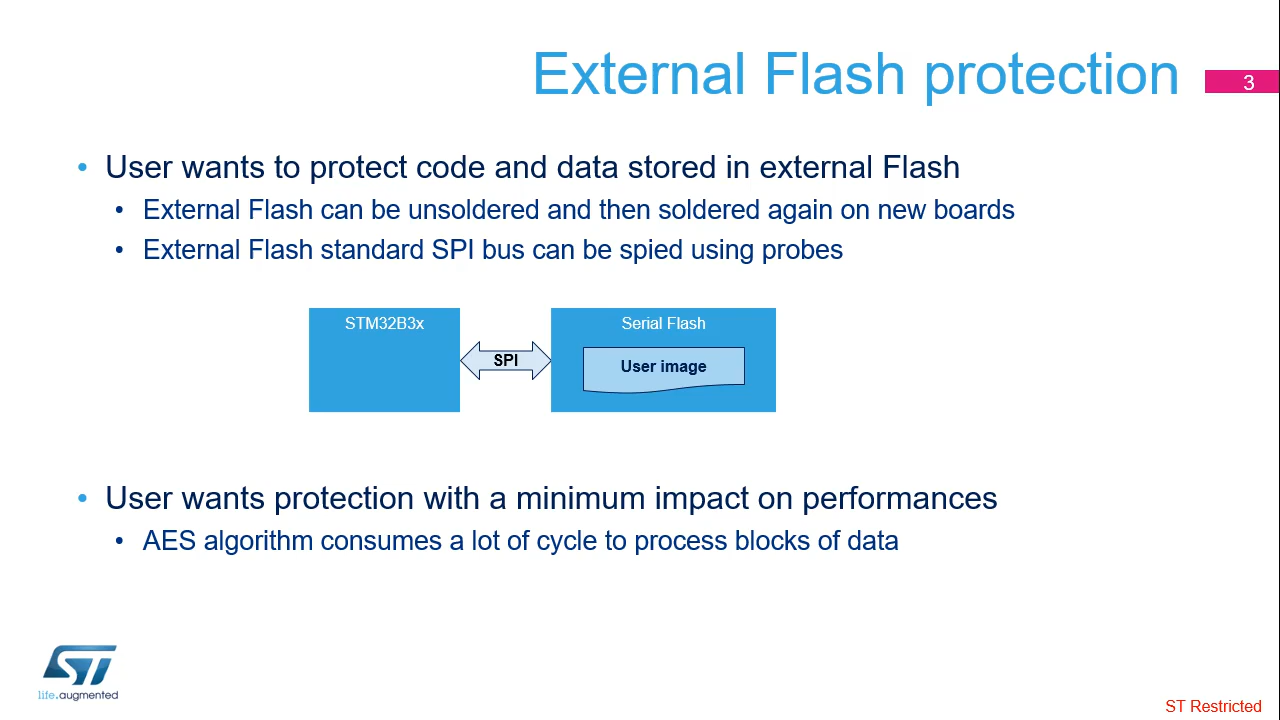 External Flash protection
3
• User wants to protect code and data stored in external Flash
• External Flash can be unsoldered and then soldered again on new boards
• External Flash standard SPI bus can be spied using probes
STM32B3x
SPI
Serial Flash
User image
• User wants protection with a minimum impact on performances
• AES algorithm consumes a lot of cycle to process blocks of data
ST
life.augmented
ST Restricted